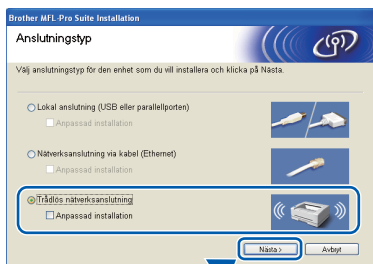 Brother MFL-Pro Suite Installation
Anslutningstyp
Välj anslutningstyp för den enhet som du vill installera och klicka på Nästa.
Lokal anslutning (USB eller parallellporten)
Anpassad installation
Nätverksanslutning via kabel (Ethernet)
Anpassad installation
Trådlös nätverksanslutning
Anpassad installation
Nästa >
Avbryt